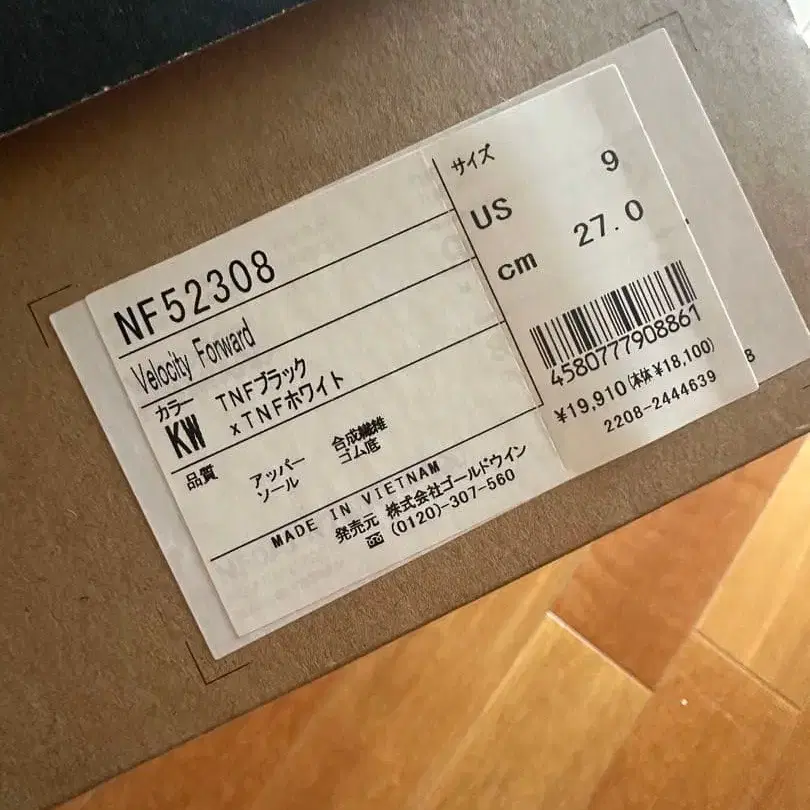 NF52308
Velocity Forward
カラー
KW TNFブラック
xTNFホワイト
品質 アッパー 合成繊維
ソール ゴム底
MADE IN VIETNAM
発売元 株式会社ゴールドウイン
(0120)-307-560
サイズ
US 9
cm 27.0
4580777908861
¥19,910(本体¥18,100)
2208-2444639
8